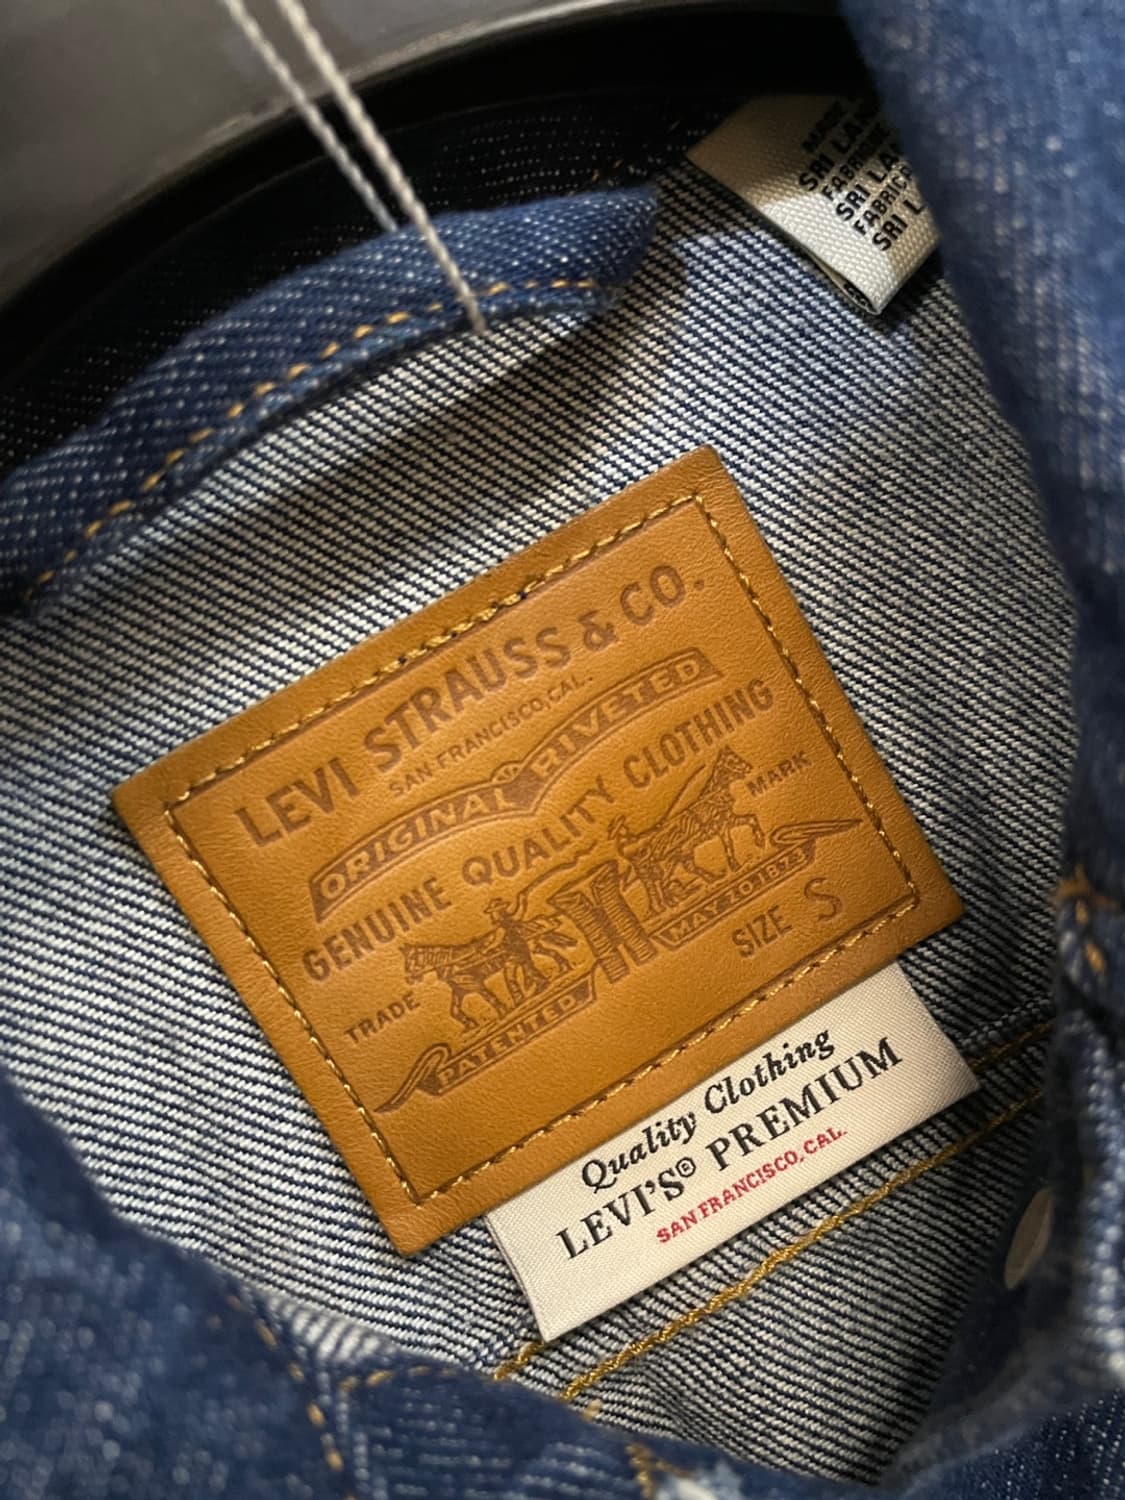 SRI LAN
SRI LA
FABRIC
SRI L
LEVI STRAUSS & CO.
SAN FRANCISCO, CAL.
ORIGINAL RIVETED
GENUINE QUALITY CLOTHING
TRADE MARK
PATENTED MAY 20 1873
SIZE S
Quality Clothing
LEVI'S® PREMIUM
SAN FRANCISCO, CAL.